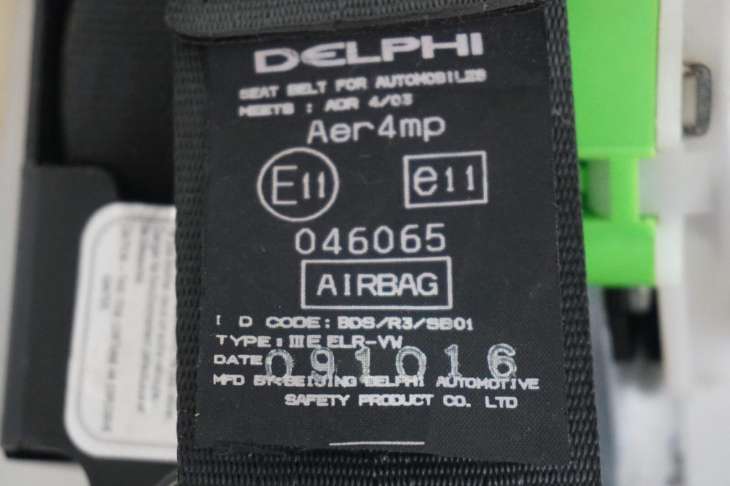 DELPHI
SEAT BELT FOR AUTOMOBILES
MEETS : ADR 4/03
Aer4mp
E11 e11
046065
AIRBAG
I D CODE: BDS/R3/SB01
TYPE: III E ELR-VW
DATE: 091016
MFD BY:BEIJING DELPHI AUTOMOTIVE
SAFETY PRODUCT CO. LTD